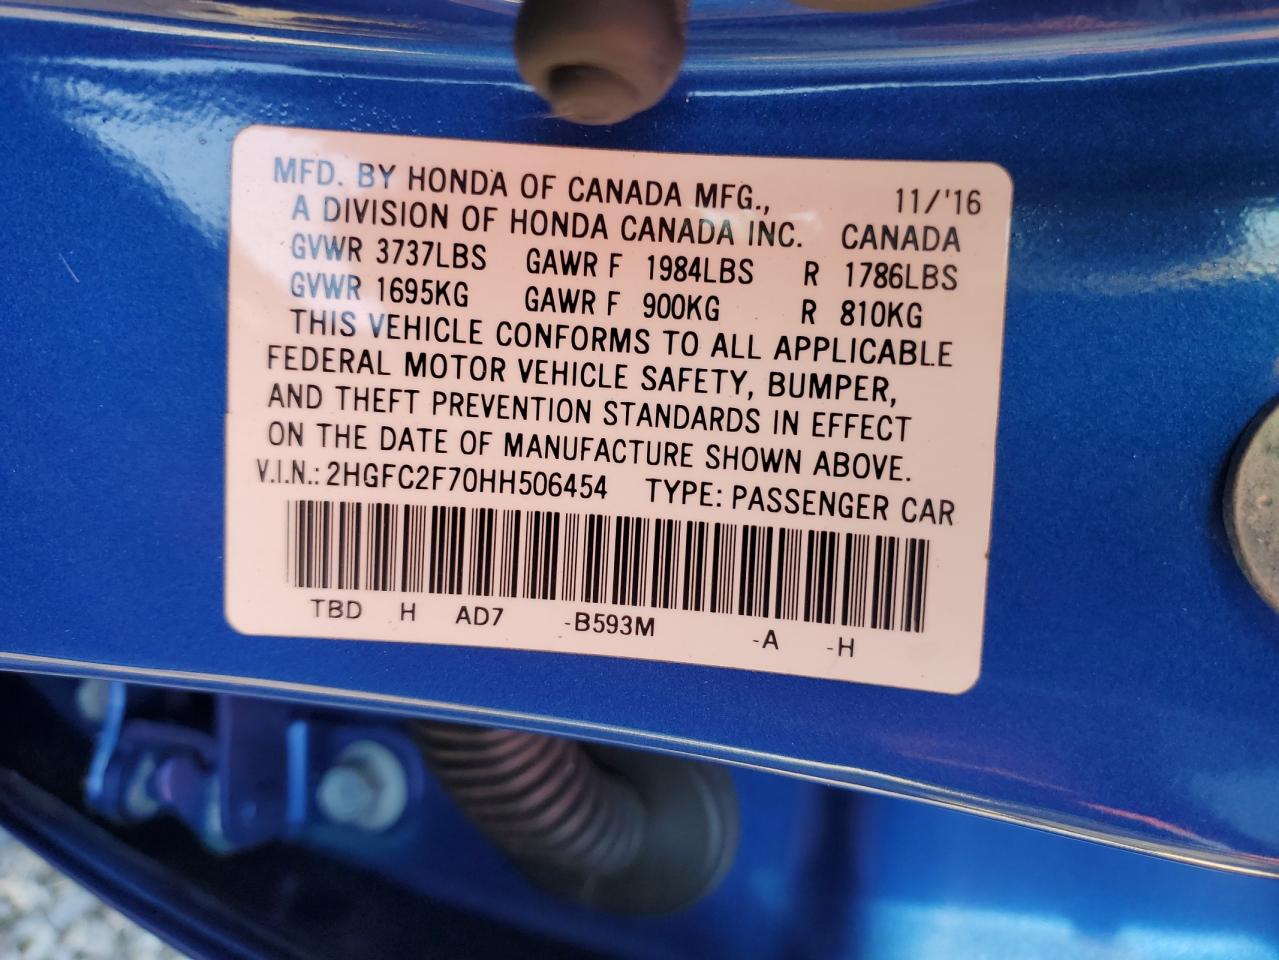 MFD. BY HONDA OF CANADA MFG., 11/'16
A DIVISION OF HONDA CANADA INC. CANADA
GVWR 3737LBS GAWR F 1984LBS R 1786LBS
GVWR 1695KG GAWR F 900KG R 810KG
THIS VEHICLE CONFORMS TO ALL APPLICABLE
FEDERAL MOTOR VEHICLE SAFETY, BUMPER,
AND THEFT PREVENTION STANDARDS IN EFFECT
ON THE DATE OF MANUFACTURE SHOWN ABOVE.
V.I.N.: 2HGFC2F70HH506454 TYPE: PASSENGER CAR
TBD H AD7 -B593M -A -H